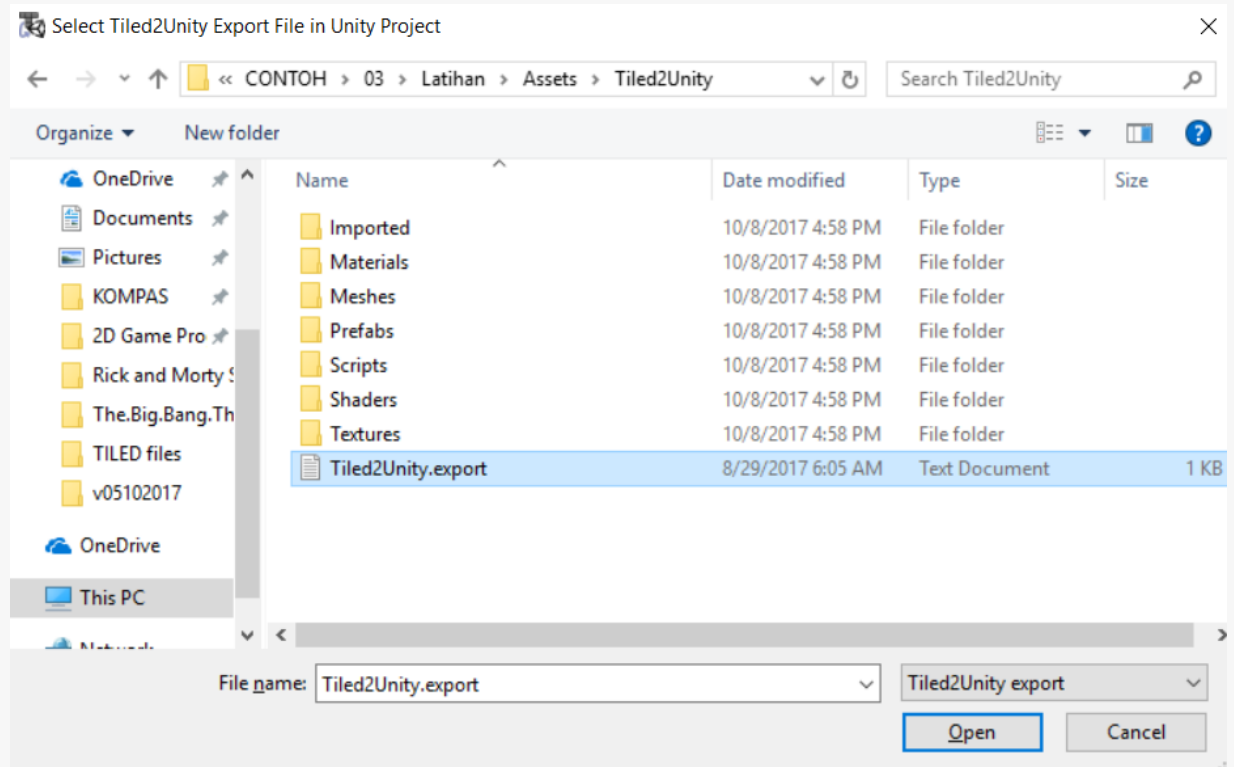 Select Tiled2Unity Export File in Unity Project
« CONTOH > 03 > Latihan > Assets > Tiled2Unity
Search Tiled2Unity
Organize
New folder
OneDrive
Documents
Pictures
KOMPAS
2D Game Pro
Rick and Morty S
The.Big.Bang.Th
TILED files
v05102017
OneDrive
This PC
Network
Name Date modified Type Size
Imported 10/8/2017 4:58 PM File folder
Materials 10/8/2017 4:58 PM File folder
Meshes 10/8/2017 4:58 PM File folder
Prefabs 10/8/2017 4:58 PM File folder
Scripts 10/8/2017 4:58 PM File folder
Shaders 10/8/2017 4:58 PM File folder
Textures 10/8/2017 4:58 PM File folder
Tiled2Unity.export 8/29/2017 6:05 AM Text Document 1 KB
File name: Tiled2Unity.export
Tiled2Unity export
Open
Cancel